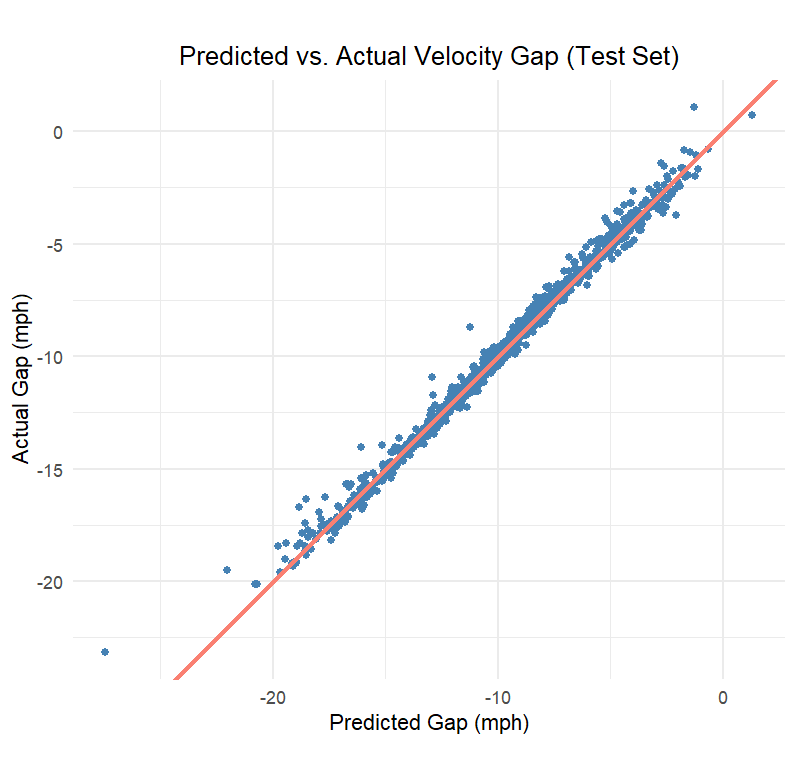 Predicted vs. Actual Velocity Gap (Test Set)
Actual Gap (mph)
0
-5
-10
-15
-20
-20 -10 0
Predicted Gap (mph)